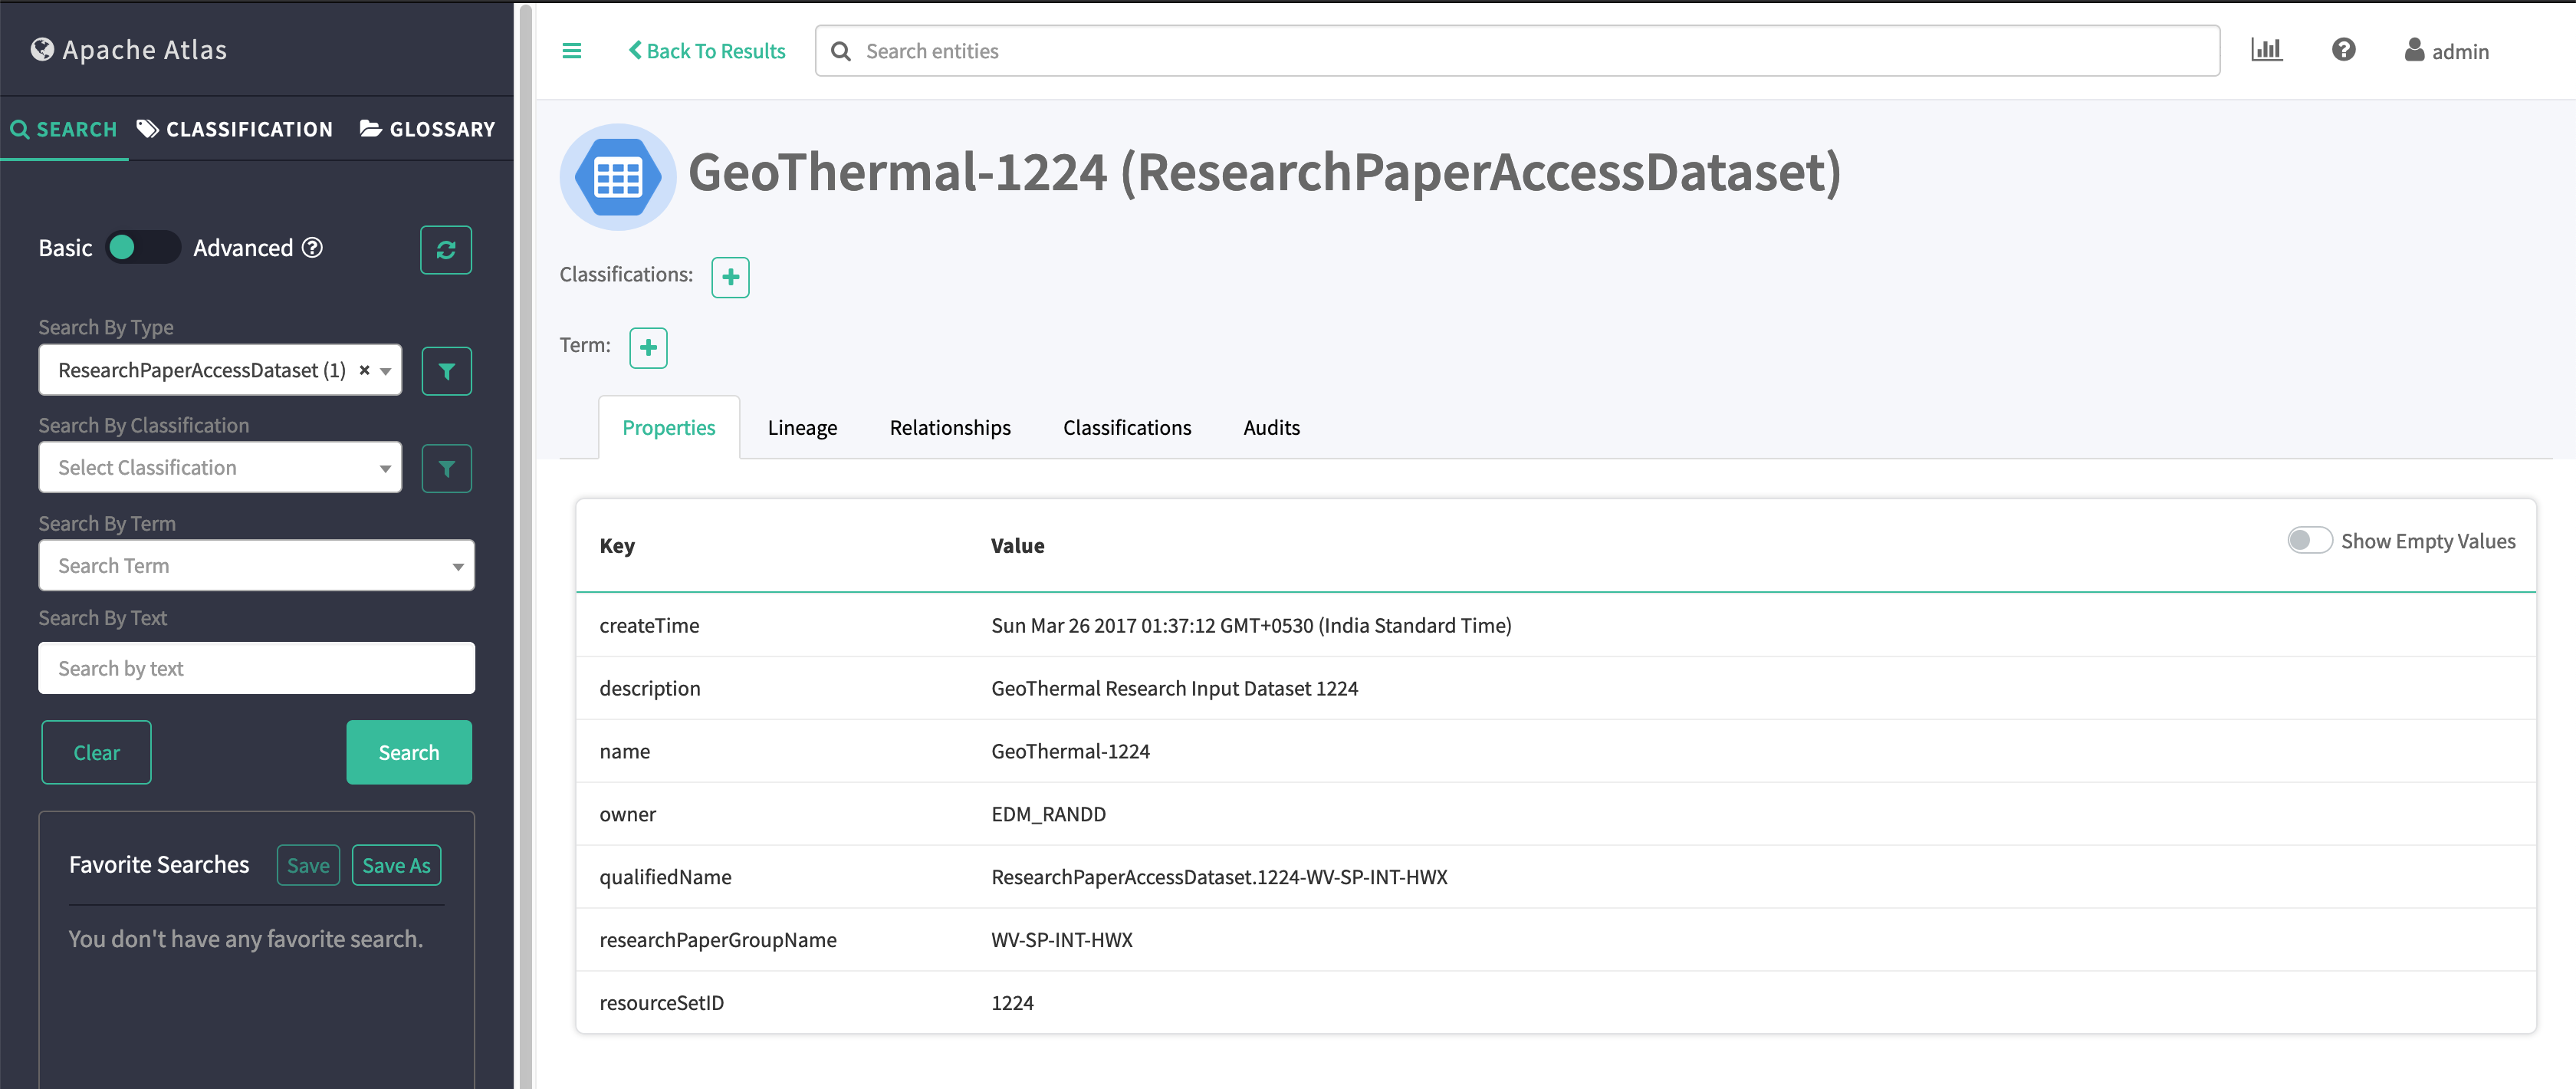 Apache Atlas
SEARCH CLASSIFICATION GLOSSARY
Basic Advanced
Search By Type
ResearchPaperAccessDataset (1) ×
Search By Classification
Select Classification
Search By Term
Search Term
Search By Text
Search by text
Clear Search
Favorite Searches Save Save As
You don't have any favorite search.
Back To Results Search entities admin
GeoThermal-1224 (ResearchPaperAccessDataset)
Classifications:
Term:
Properties Lineage Relationships Classifications Audits
Key Value Show Empty Values
createTime Sun Mar 26 2017 01:37:12 GMT+0530 (India Standard Time)
description GeoThermal Research Input Dataset 1224
name GeoThermal-1224
owner EDM_RANDD
qualifiedName ResearchPaperAccessDataset.1224-WV-SP-INT-HWX
researchPaperGroupName WV-SP-INT-HWX
resourceSetID 1224